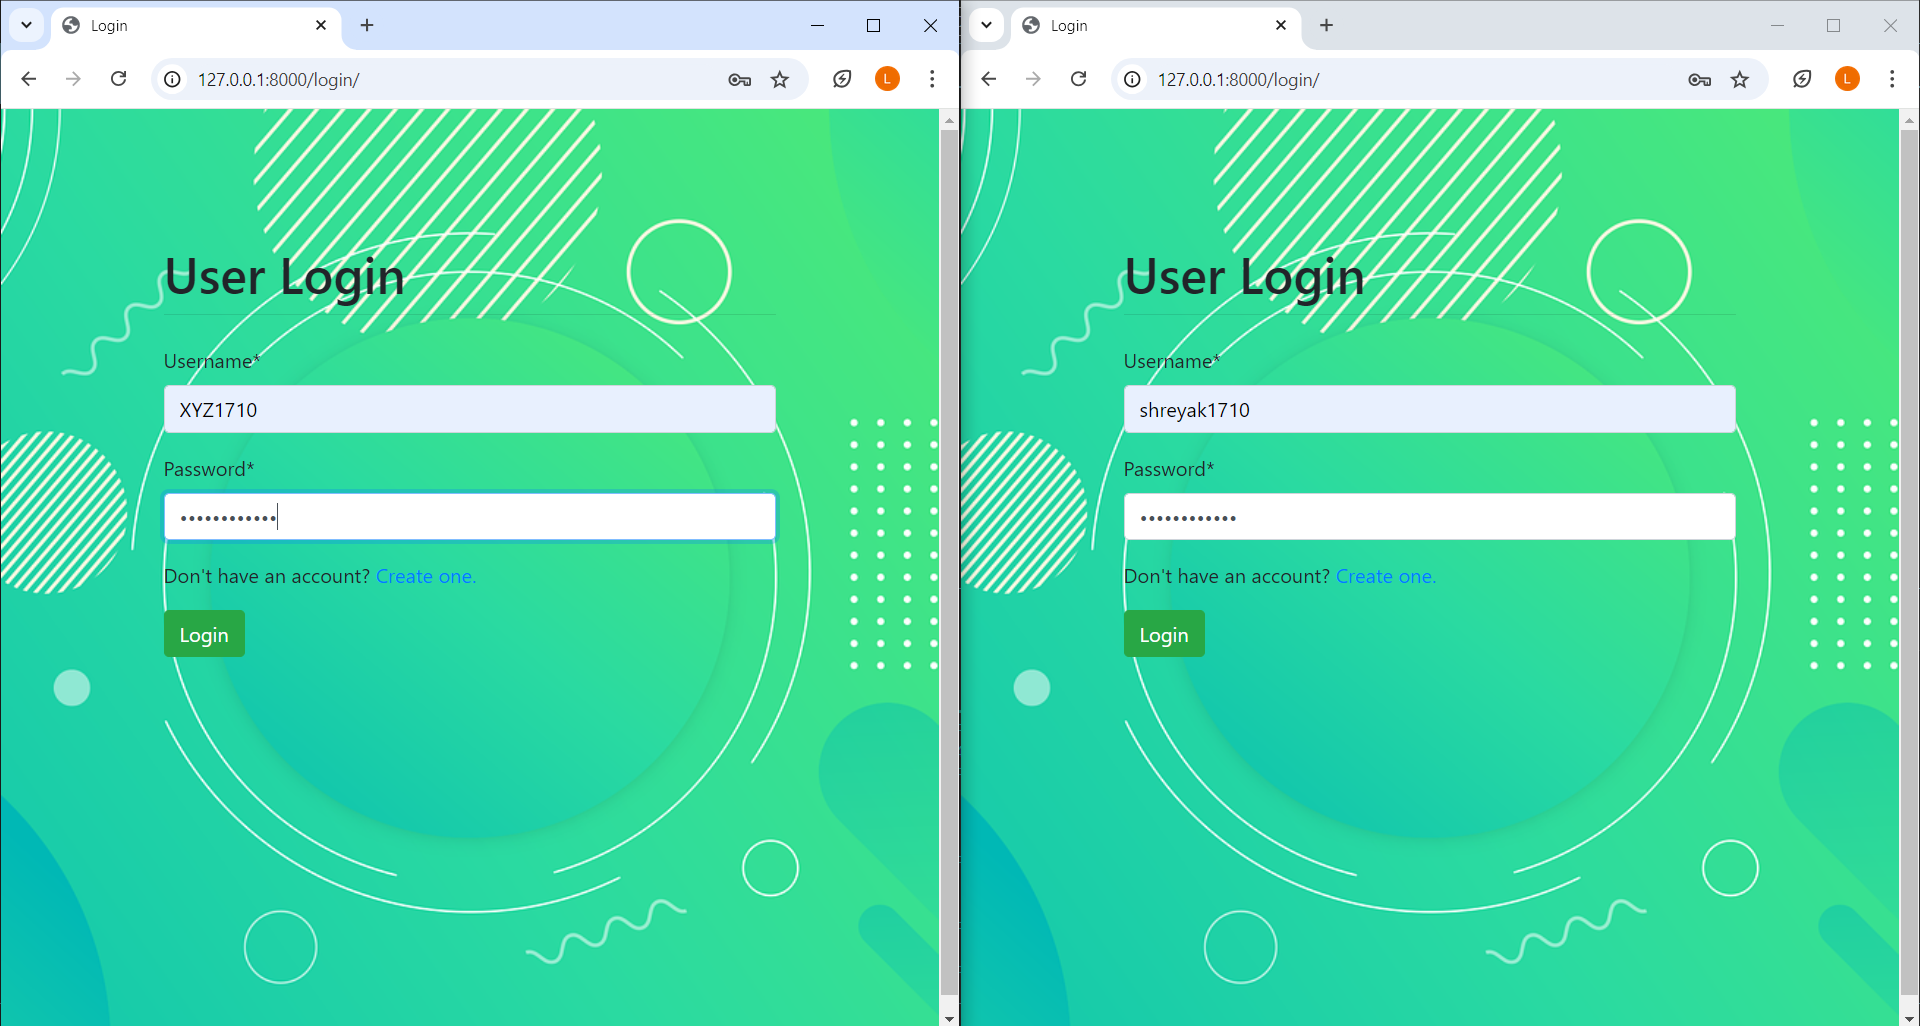 Login
127.0.0.1:8000/login/
L
User Login
Username*
XYZ1710
Password*
••••••••••••
Don't have an account? Create one.
Login
Login
127.0.0.1:8000/login/
L
User Login
Username*
shreyak1710
Password*
••••••••••••
Don't have an account? Create one.
Login